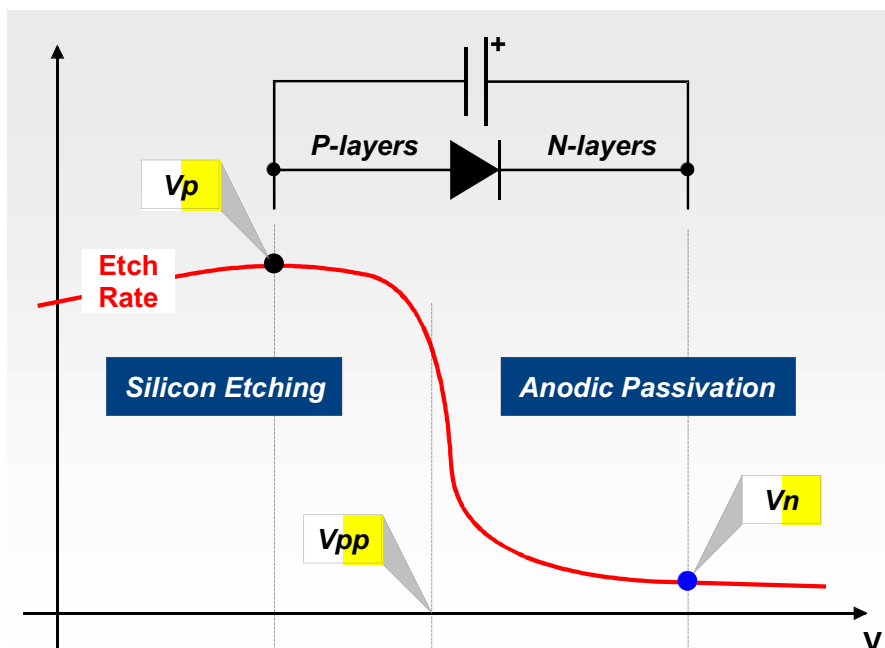 +
P-layers
N-layers
Vp
Etch
Rate
Silicon Etching
Anodic Passivation
Vn
Vpp
V